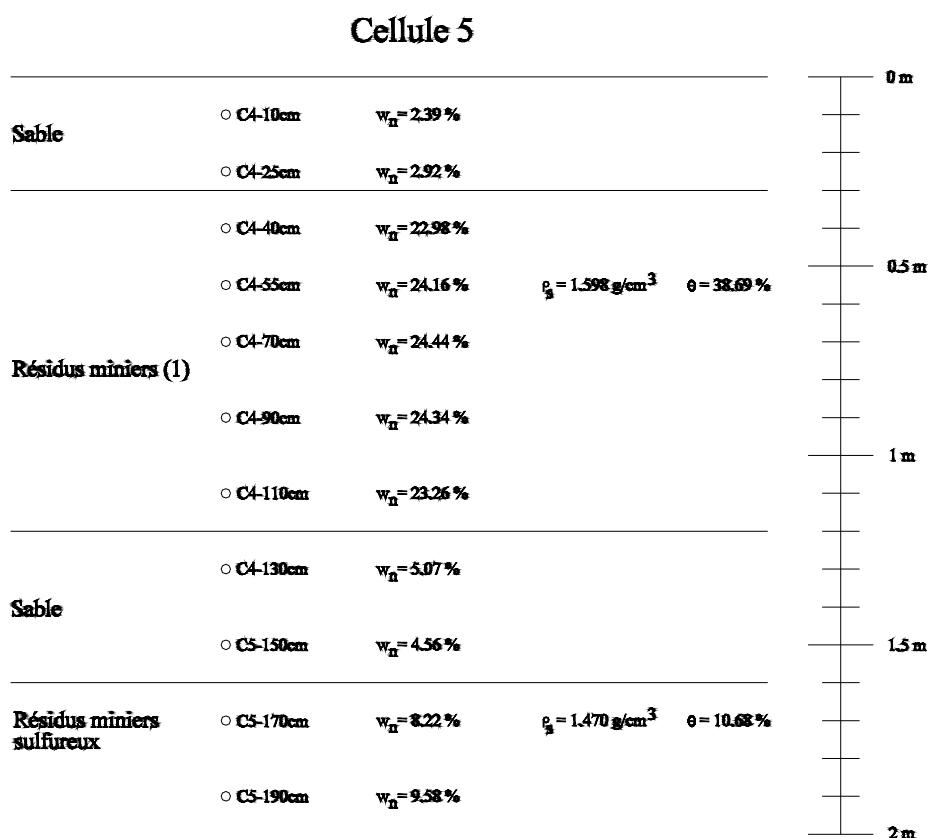 Cellule 5
0 m
C4-10cm wn= 2.39 %
Sable
C4-25cm wn= 2.92 %
C4-40cm wn= 22.98 %
0.5 m
C4-55cm wn= 24.16 % ρs = 1.598 g/cm3 θ = 38.69 %
C4-70cm wn= 24.44 %
Résidus miniers (1)
C4-90cm wn= 24.34 %
1 m
C4-110cm wn= 23.26 %
C4-130cm wn= 5.07 %
Sable
C5-150cm wn= 4.56 %
1.5 m
Résidus miniers
sulfureux
C5-170cm wn= 8.22 % ρs = 1.470 g/cm3 θ = 10.68 %
C5-190cm wn= 9.58 %
2 m